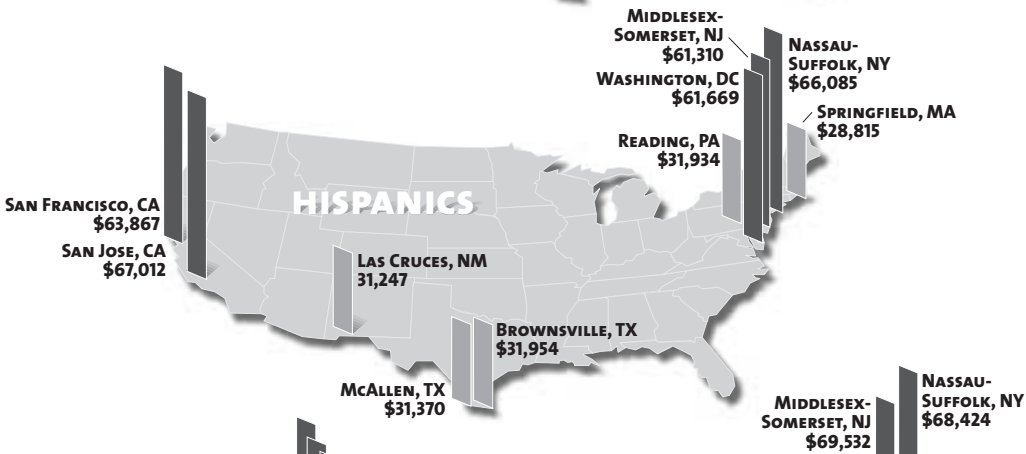 Middlesex-
Somerset, NJ
$61,310
Nassau-
Suffolk, NY
$66,085
Washington, DC
$61,669
Springfield, MA
$28,815
Reading, PA
$31,934
HISPANICS
San Francisco, CA
$63,867
San Jose, CA
$67,012
Las Cruces, NM
31,247
Brownsville, TX
$31,954
McAllen, TX
$31,370
Nassau-
Suffolk, NY
$68,424
Middlesex-
Somerset, NJ
$69,532